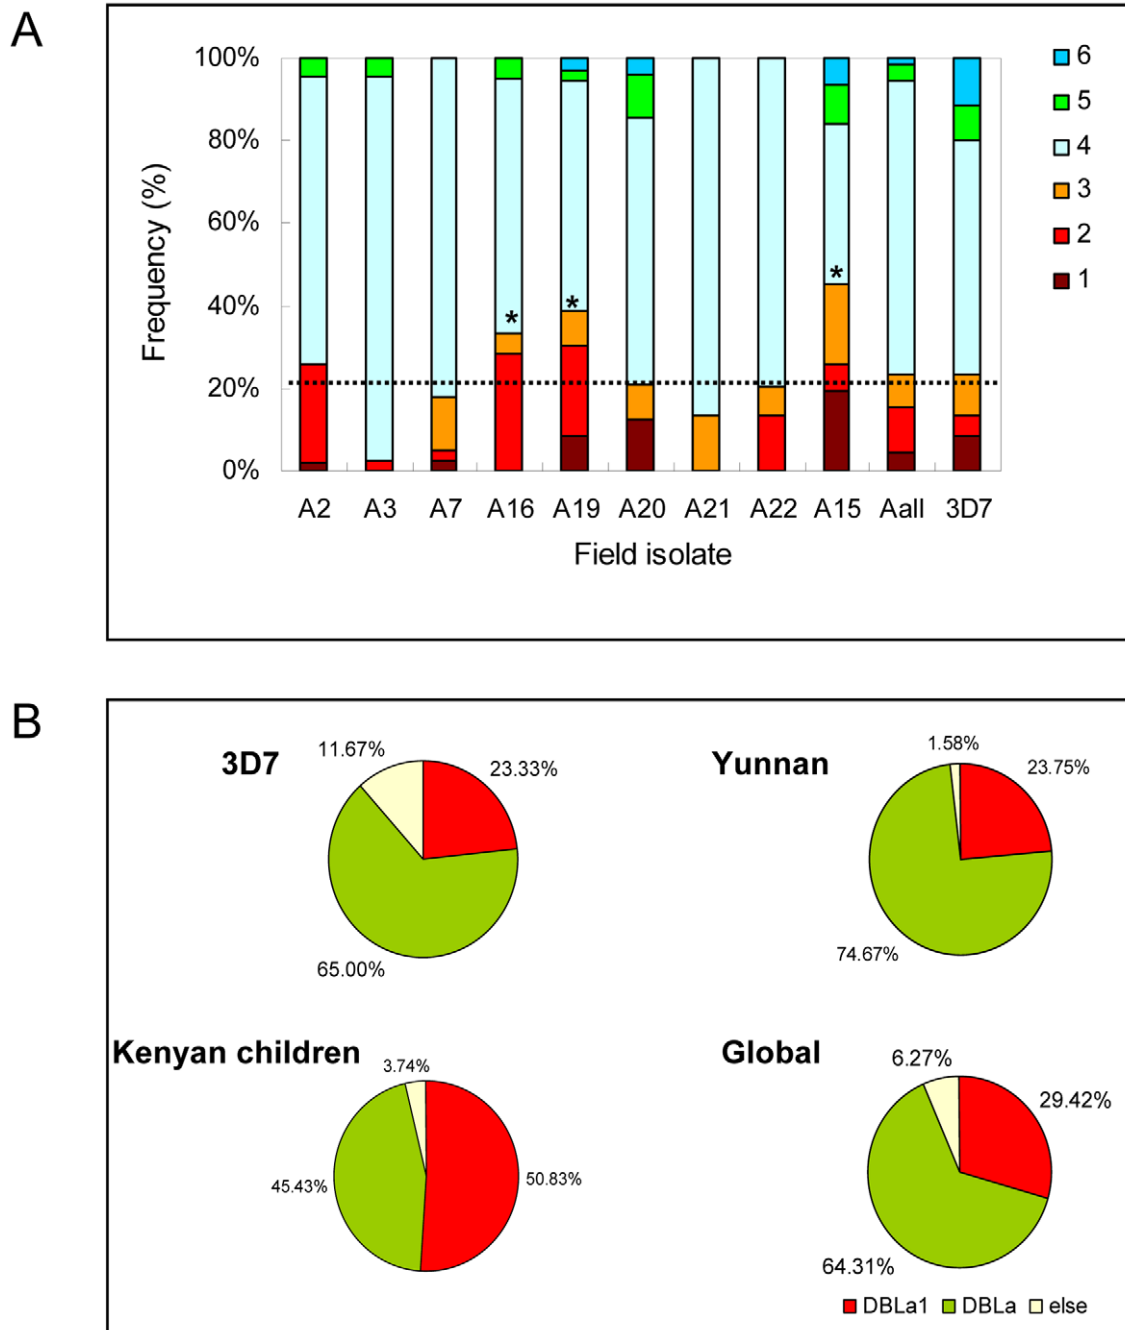 A
100%
80%
60%
40%
20%
0%
Frequency (%)
6
5
4
3
2
1
* * *
A2 A3 A7 A16 A19 A20 A21 A22 A15 Aall 3D7
Field isolate
B
3D7
11.67%
23.33%
65.00%
Yunnan
1.58%
23.75%
74.67%
Kenyan children
3.74%
45.43%
50.83%
Global
6.27%
29.42%
64.31%
DBLa1 DBLa else